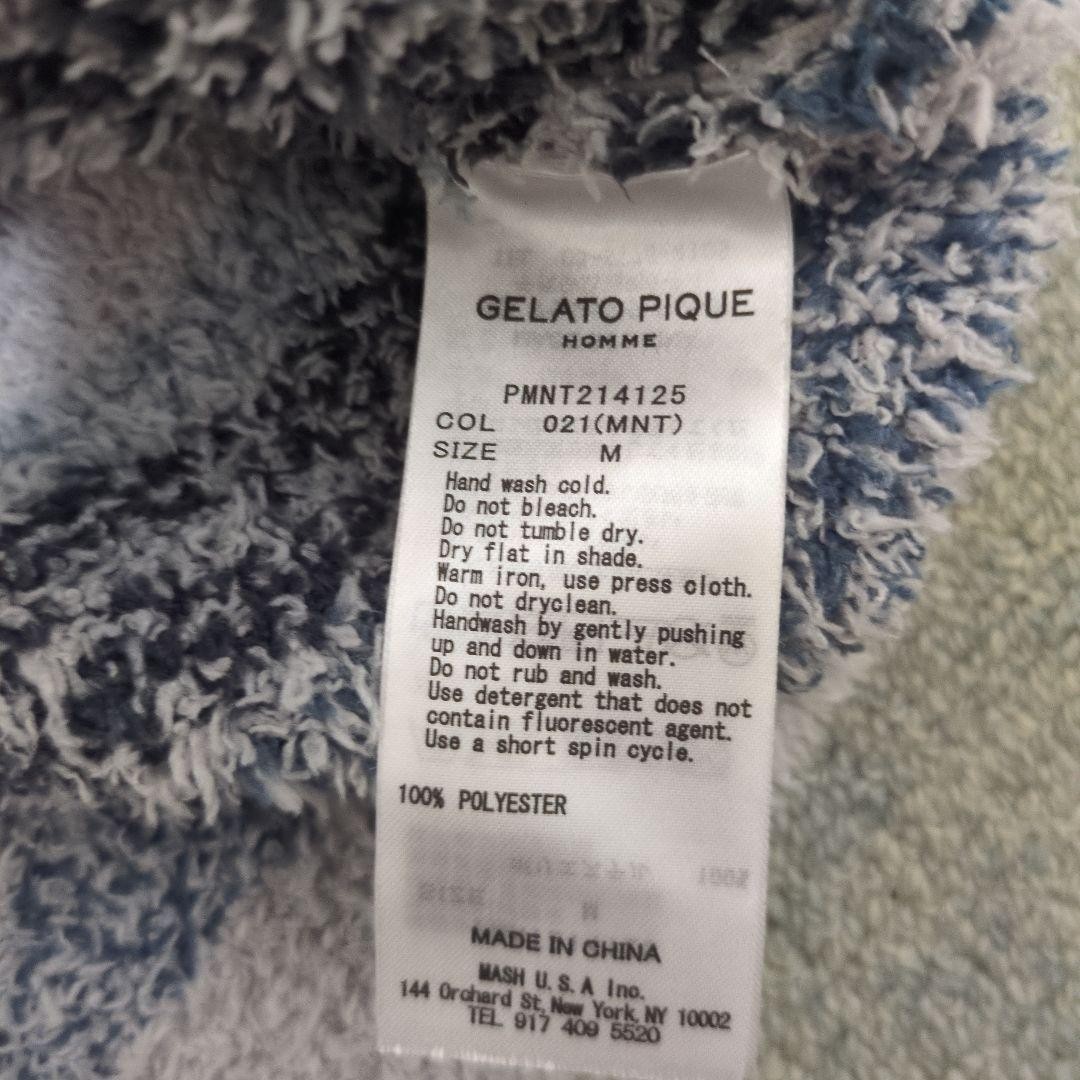 GELATO PIQUE
HOMME
PMNT214125
COL 021(MNT)
SIZE M
Hand wash cold.
Do not bleach.
Do not tumble dry.
Dry flat in shade.
Warm iron, use press cloth.
Do not dryclean.
Handwash by gently pushing
up and down in water.
Do not rub and wash.
Use detergent that does not
contain fluorescent agent.
Use a short spin cycle.
100% POLYESTER
MADE IN CHINA
MASH U.S.A Inc.
144 Orchard St, New York, NY 10002
TEL 917 409 5520